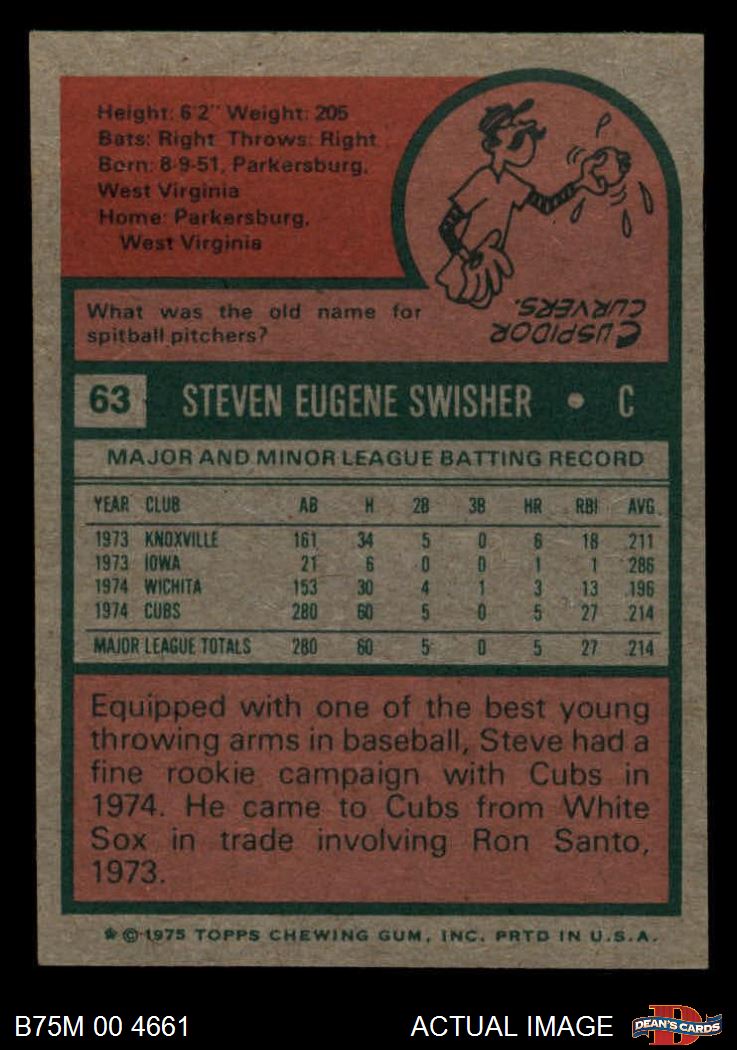 Height: 6'2" Weight: 205
Bats: Right Throws: Right
Born: 8-9-51, Parkersburg,
West Virginia
Home: Parkersburg,
West Virginia
What was the old name for
spitball pitchers?
CUSPIDOR
CURVERS.
63 STEVEN EUGENE SWISHER • C
MAJOR AND MINOR LEAGUE BATTING RECORD
YEAR CLUB AB H 2B 3B HR RBI AVG.
1973 KNOXVILLE 161 34 5 0 6 18 .211
1973 IOWA 21 6 0 0 1 1 .286
1974 WICHITA 153 30 4 1 3 13 .196
1974 CUBS 280 60 5 0 5 27 .214
MAJOR LEAGUE TOTALS 280 60 5 0 5 27 .214
Equipped with one of the best young
throwing arms in baseball, Steve had a
fine rookie campaign with Cubs in
1974. He came to Cubs from White
Sox in trade involving Ron Santo,
1973.
* © 1975 TOPPS CHEWING GUM, INC. PRTD IN U.S.A.
B75M 00 4661 ACTUAL IMAGE
DEAN'S CARDS